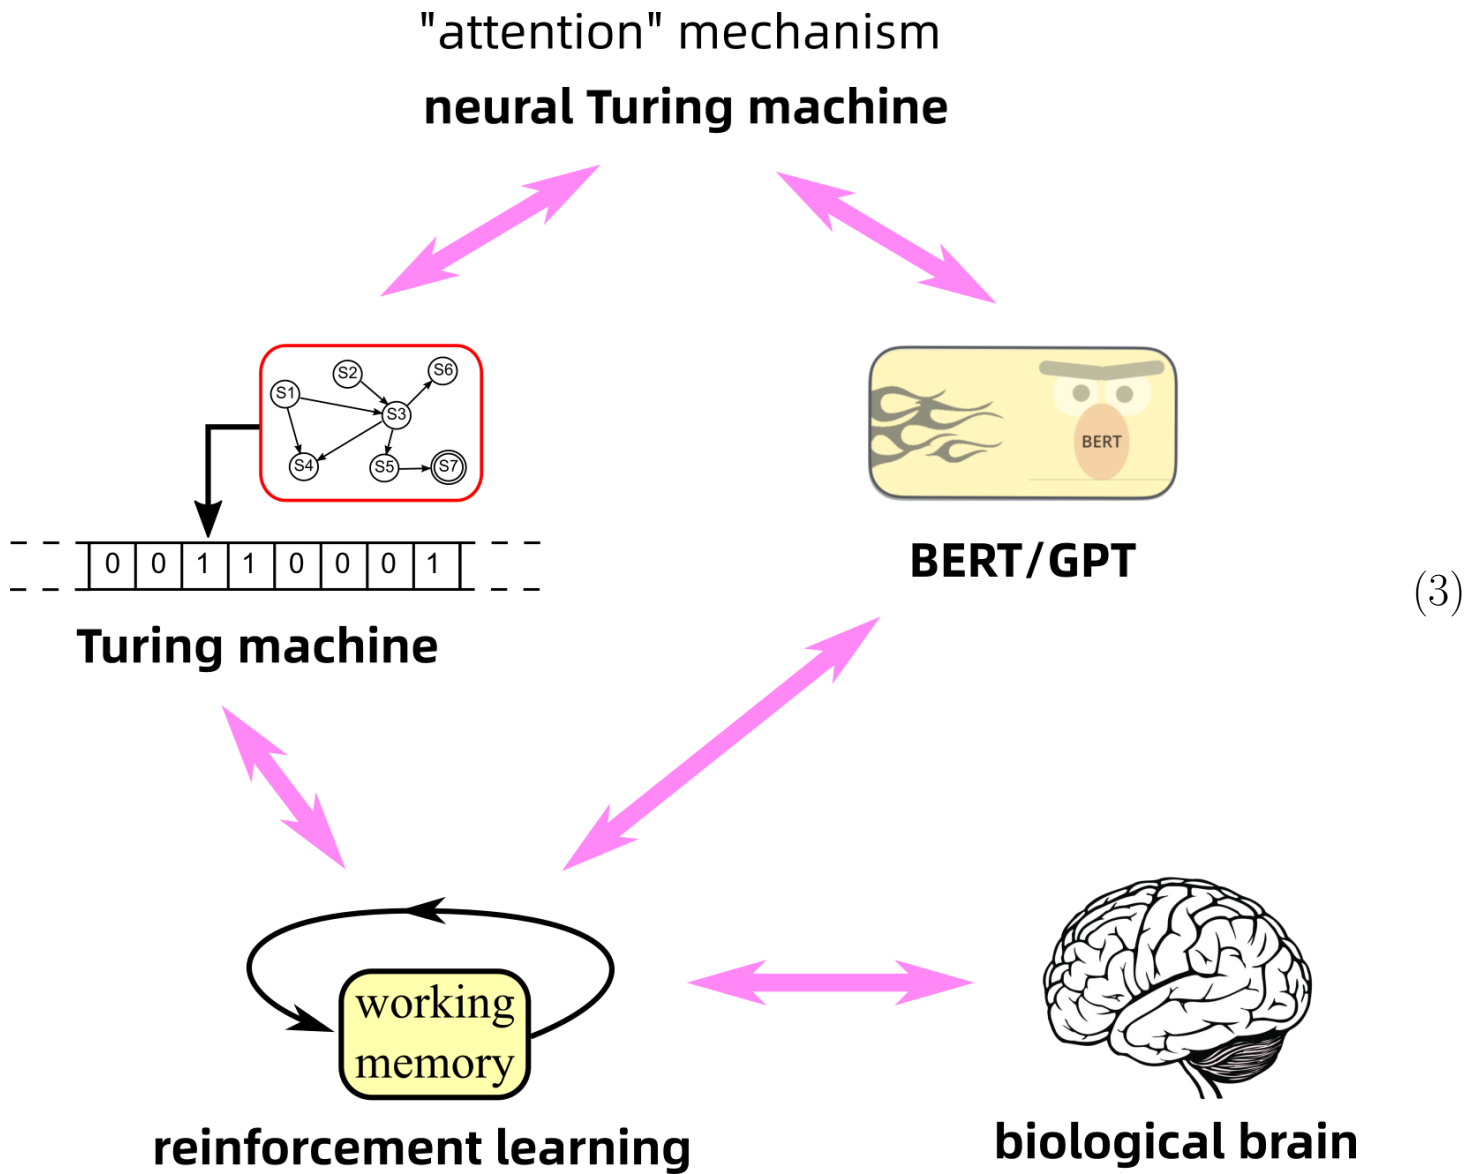 "attention" mechanism
neural Turing machine
S1
S2
S6
S3
S4
S5
S7
BERT
0 0 1 1 0 0 0 1
BERT/GPT
(3)
Turing machine
working
memory
reinforcement learning
biological brain